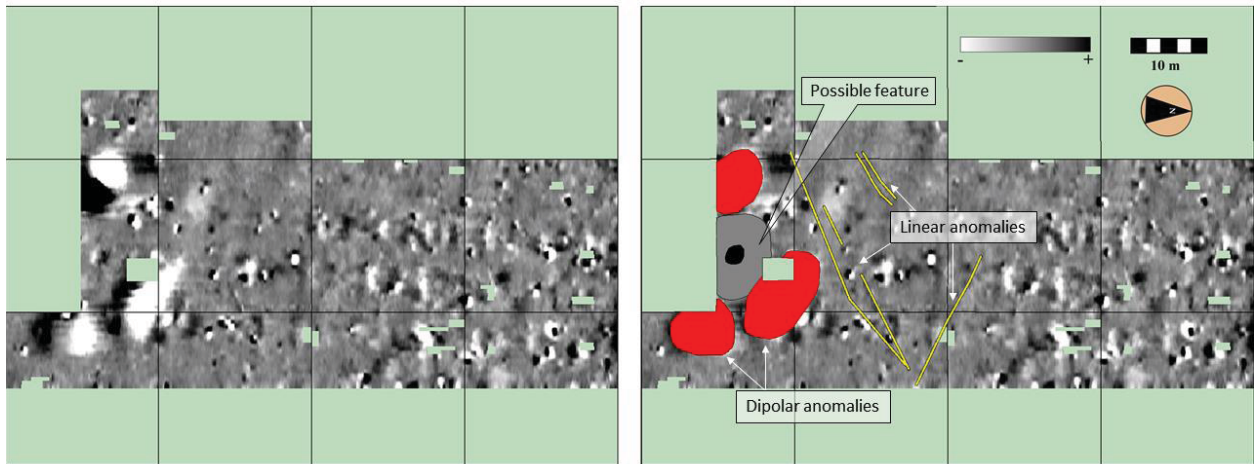 - +
10 m
N
Possible feature
Linear anomalies
Dipolar anomalies